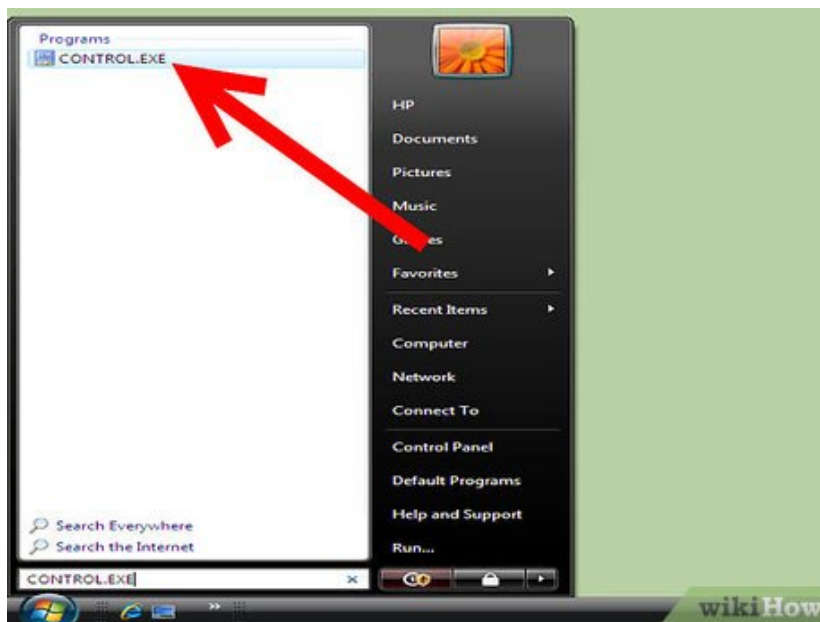 Programs
CONTROL.EXE
HP
Documents
Pictures
Music
Favorites
Recent Items
Computer
Network
Connect To
Control Panel
Default Programs
Help and Support
Run...
Search Everywhere
Search the Internet
CONTROL.EXE
wikiHow